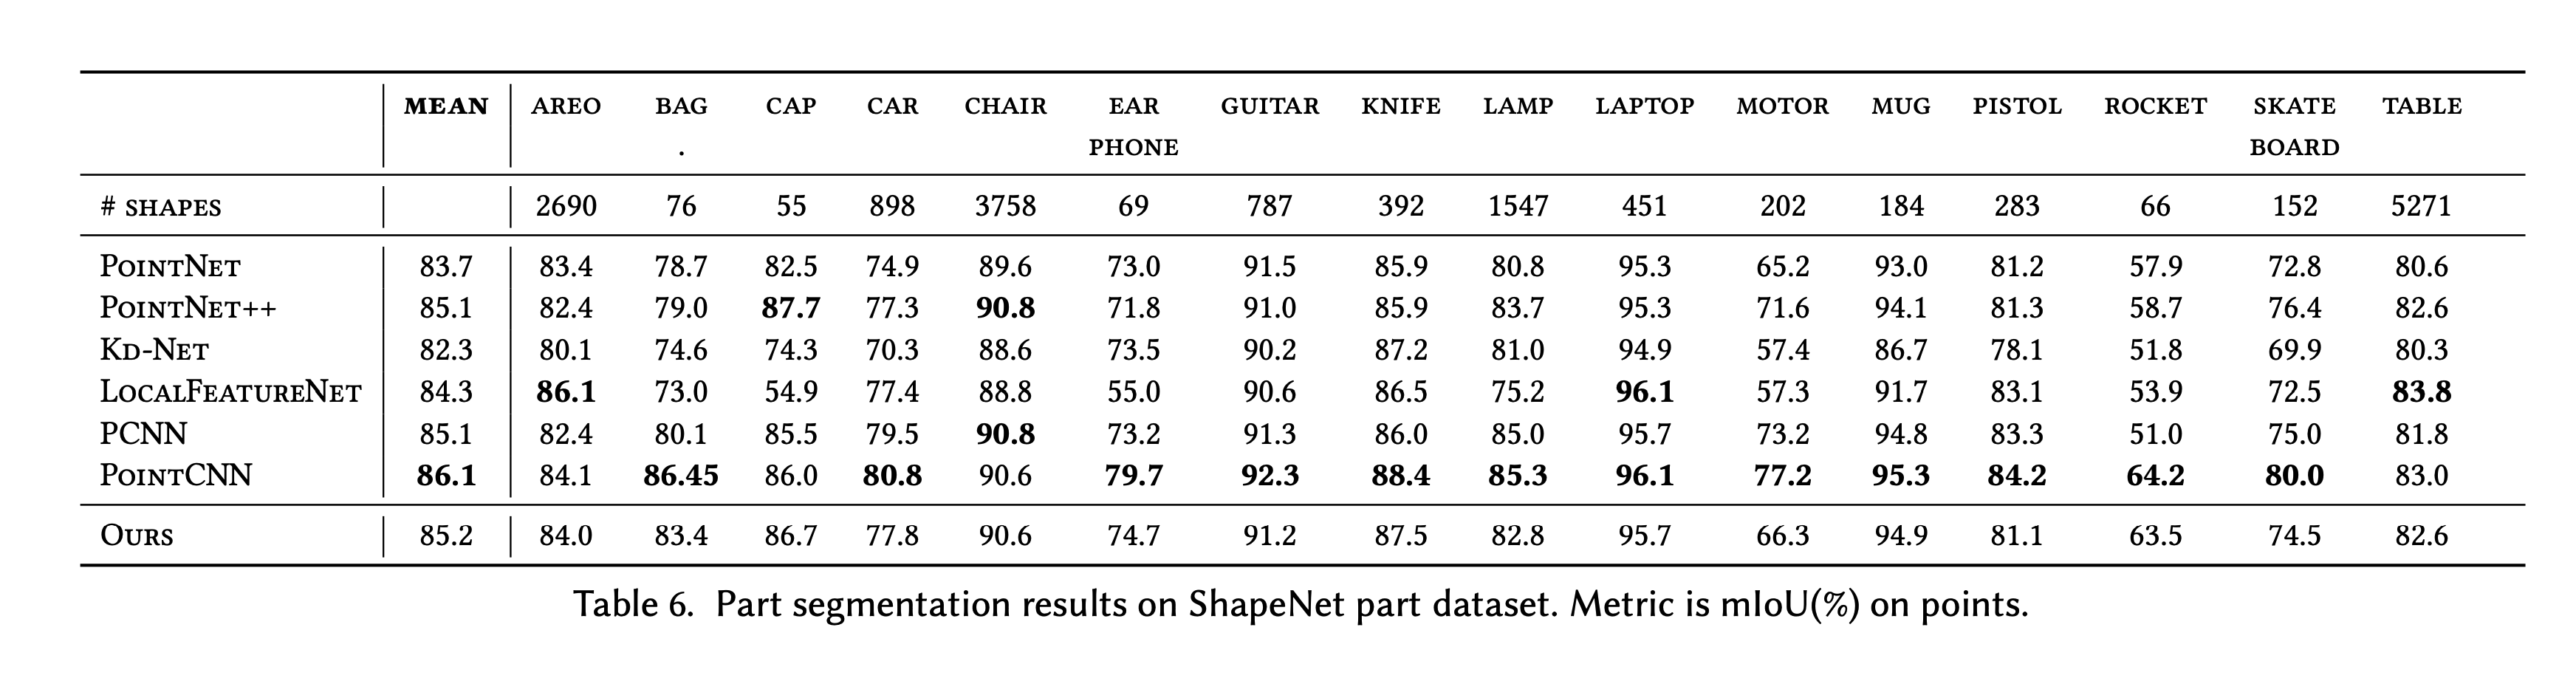 MEAN AREO BAG CAP CAR CHAIR EAR GUITAR KNIFE LAMP LAPTOP MOTOR MUG PISTOL ROCKET SKATE TABLE
. PHONE BOARD
# SHAPES 2690 76 55 898 3758 69 787 392 1547 451 202 184 283 66 152 5271
POINTNET 83.7 83.4 78.7 82.5 74.9 89.6 73.0 91.5 85.9 80.8 95.3 65.2 93.0 81.2 57.9 72.8 80.6
POINTNET++ 85.1 82.4 79.0 87.7 77.3 90.8 71.8 91.0 85.9 83.7 95.3 71.6 94.1 81.3 58.7 76.4 82.6
KD-NET 82.3 80.1 74.6 74.3 70.3 88.6 73.5 90.2 87.2 81.0 94.9 57.4 86.7 78.1 51.8 69.9 80.3
LOCALFEATURENET 84.3 86.1 73.0 54.9 77.4 88.8 55.0 90.6 86.5 75.2 96.1 57.3 91.7 83.1 53.9 72.5 83.8
PCNN 85.1 82.4 80.1 85.5 79.5 90.8 73.2 91.3 86.0 85.0 95.7 73.2 94.8 83.3 51.0 75.0 81.8
POINTCNN 86.1 84.1 86.45 86.0 80.8 90.6 79.7 92.3 88.4 85.3 96.1 77.2 95.3 84.2 64.2 80.0 83.0
OURS 85.2 84.0 83.4 86.7 77.8 90.6 74.7 91.2 87.5 82.8 95.7 66.3 94.9 81.1 63.5 74.5 82.6
Table 6. Part segmentation results on ShapeNet part dataset. Metric is mIoU(%) on points.